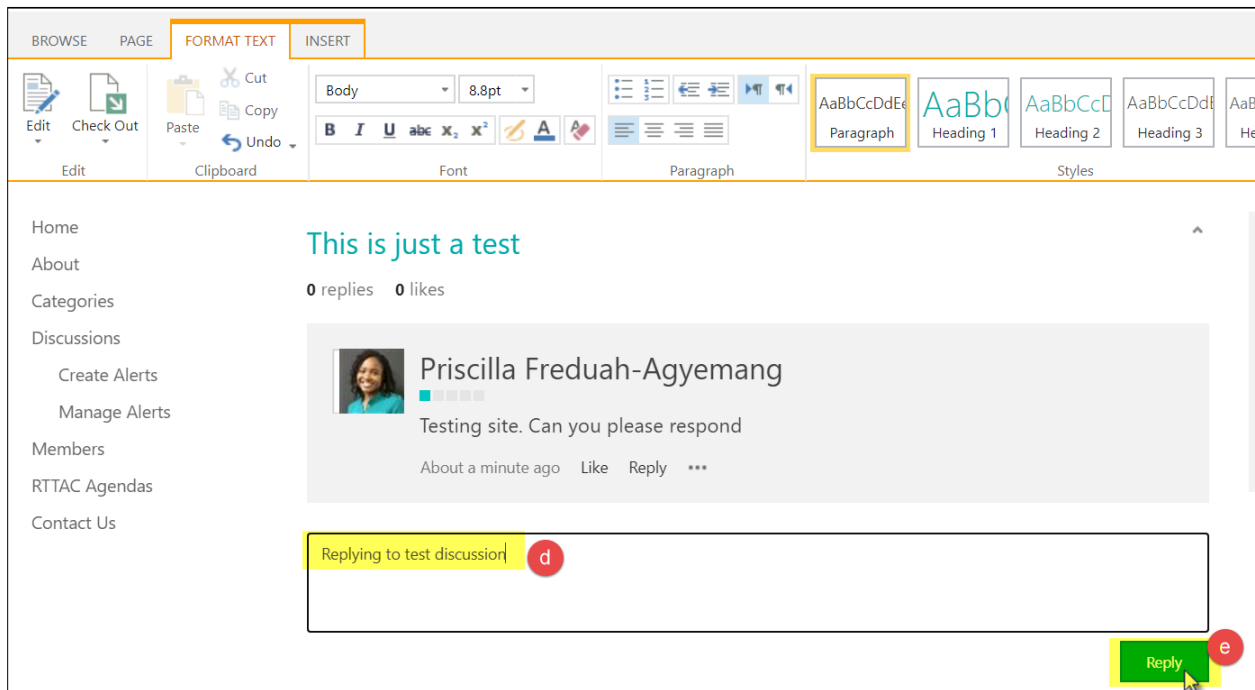 BROWSE PAGE FORMAT TEXT INSERT
Cut
Copy
Undo
Edit Check Out Paste
Body 8.8pt
B I U abc X₂ X²
AaBbCcDdEe AaBb AaBbCcD AaBbCcDdE AaB
Paragraph Heading 1 Heading 2 Heading 3 He
Edit Clipboard Font Paragraph Styles
Home
About
Categories
Discussions
Create Alerts
Manage Alerts
Members
RTTAC Agendas
Contact Us
This is just a test
0 replies 0 likes
Priscilla Freduah-Agyemang
Testing site. Can you please respond
About a minute ago Like Reply •••
Replying to test discussion d
Reply e